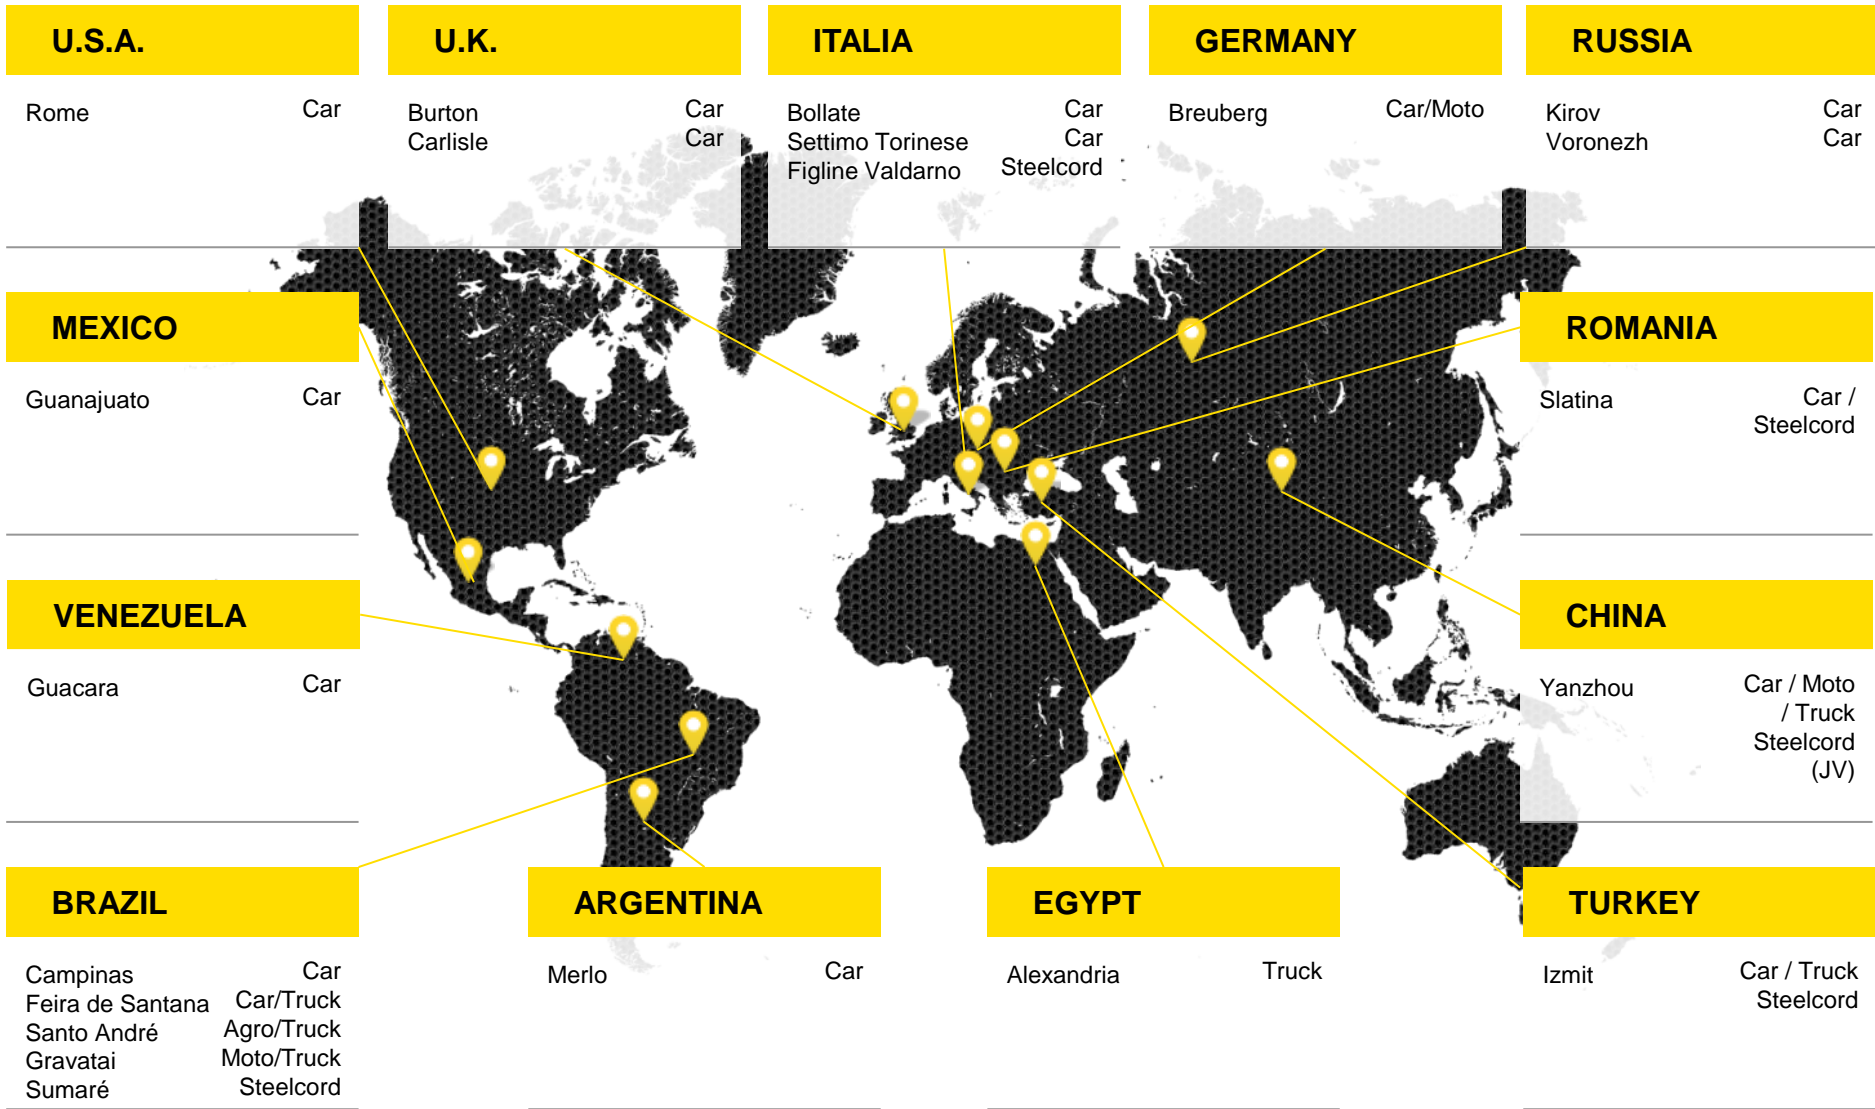 U.S.A.
Rome Car
U.K.
Burton Car
Carlisle Car
ITALIA
Bollate Car
Settimo Torinese Car
Figline Valdarno Steelcord
GERMANY
Breuberg Car/Moto
RUSSIA
Kirov Car
Voronezh Car
MEXICO
Guanajuato Car
ROMANIA
Slatina Car /
Steelcord
VENEZUELA
Guacara Car
CHINA
Yanzhou Car / Moto
/ Truck
Steelcord
(JV)
BRAZIL
Campinas Car
Feira de Santana Car/Truck
Santo André Agro/Truck
Gravatai Moto/Truck
Sumaré Steelcord
ARGENTINA
Merlo Car
EGYPT
Alexandria Truck
TURKEY
Izmit Car / Truck
Steelcord